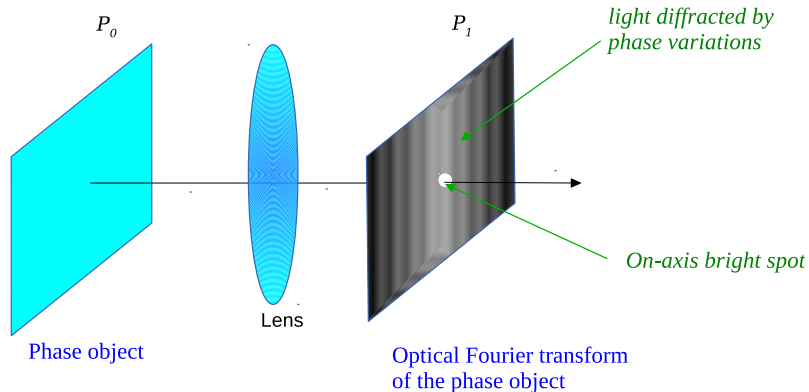 P0
P1
light diffracted by
phase variations
On-axis bright spot
Lens
Phase object
Optical Fourier transform
of the phase object